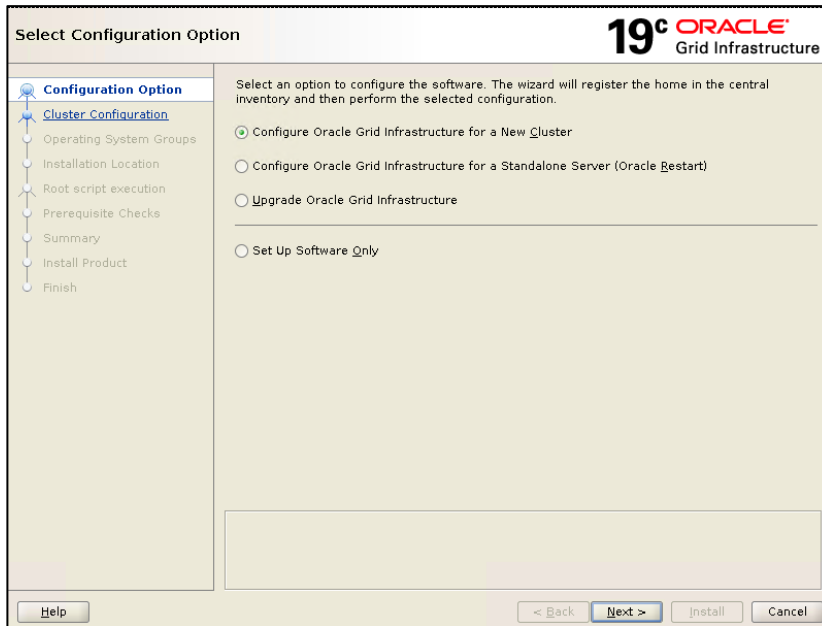 Select Configuration Option
19c ORACLE
Grid Infrastructure
Configuration Option
Cluster Configuration
Operating System Groups
Installation Location
Root script execution
Prerequisite Checks
Summary
Install Product
Finish
Select an option to configure the software. The wizard will register the home in the central
inventory and then perform the selected configuration.
Configure Oracle Grid Infrastructure for a New Cluster
Configure Oracle Grid Infrastructure for a Standalone Server (Oracle Restart)
Upgrade Oracle Grid Infrastructure
Set Up Software Only
Help
< Back
Next >
Install
Cancel